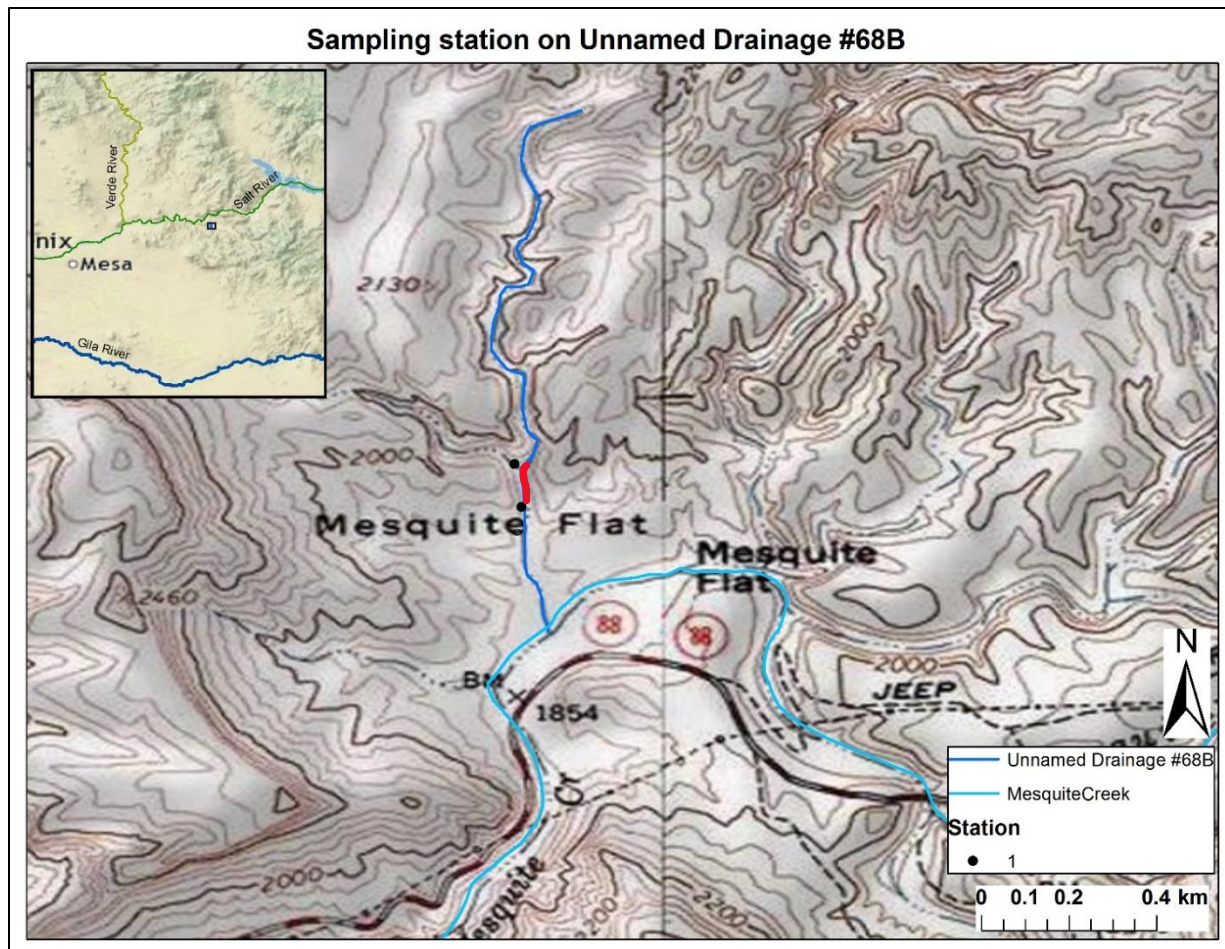 Sampling station on Unnamed Drainage #68B
Verde River
Salt River
nix
Mesa
Gila River
2130
2000
2000
Mesquite Flat
Mesquite
Flat
2460
88
BM
1854
2000
JEEP
N
Cr
2000
2200
2200
Unnamed Drainage #68B
MesquiteCreek
Station
1
0 0.1 0.2 0.4 km